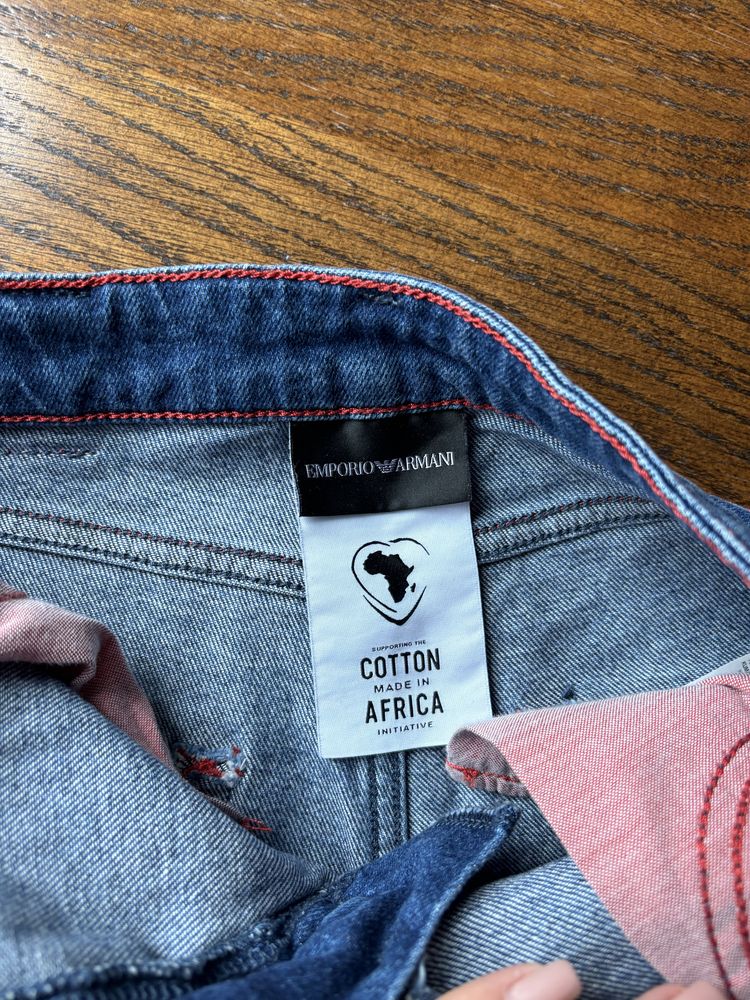 EMPORIO ARMANI
SUPPORTING THE
COTTON
MADE IN
AFRICA
INITIATIVE